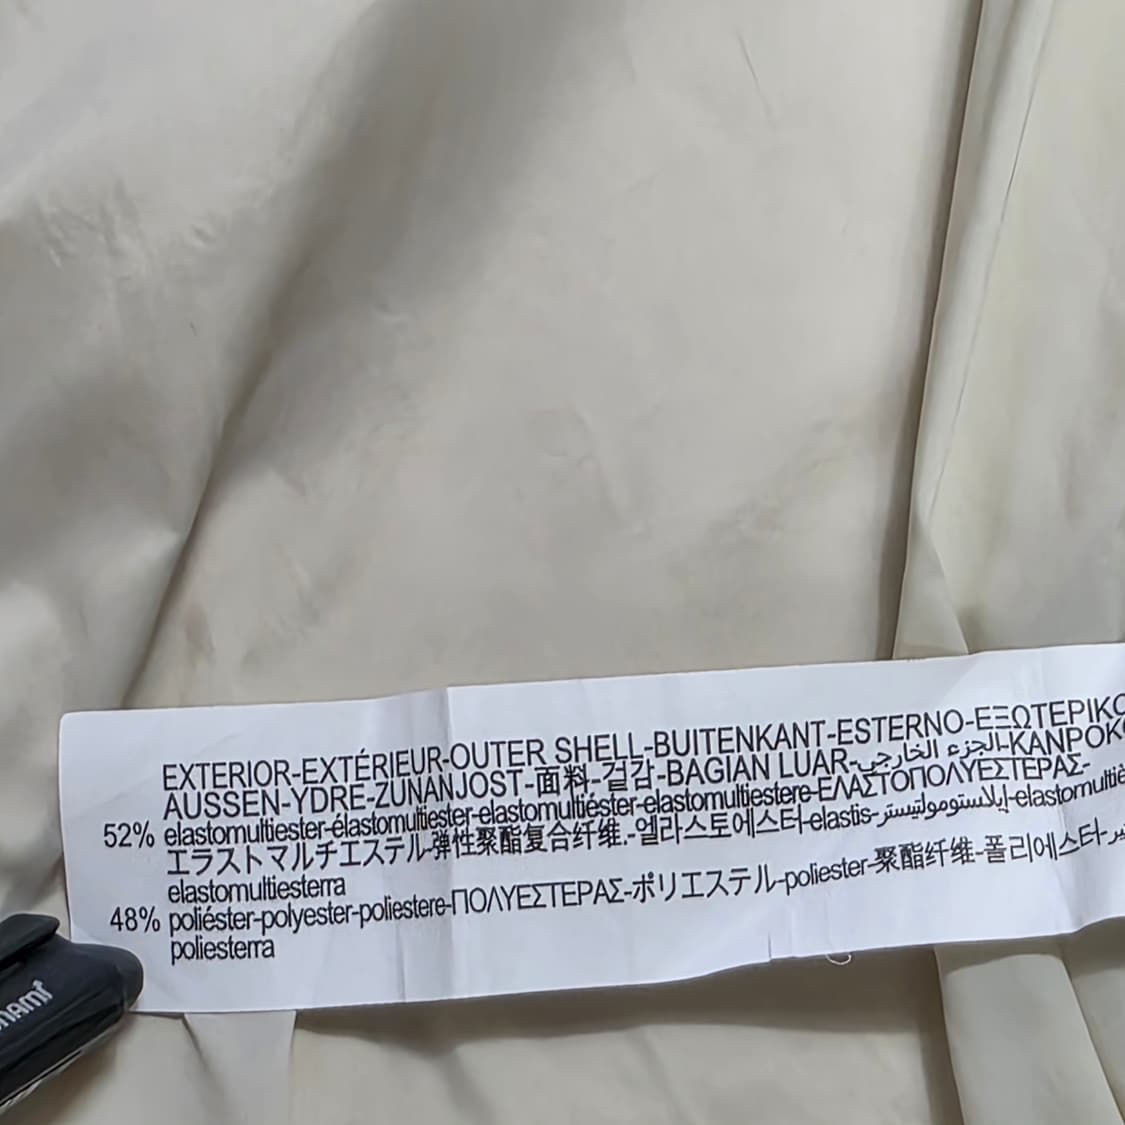 EXTERIOR-EXTÉRIEUR-OUTER SHELL-BUITENKANT-ESTERNO-ΕΞΩΤΕΡΙΚΟ
AUSSEN-YDRE-ZUNANJOST-面料-겉감-BAGIAN LUAR-الجزء الخارجي-KANPOKO
52% elastomultiester-élastomultiester-elastomultiéster-elastomultiestere-ΕΛΑΣΤΟΠΟΛΥΕΣΤΕΡΑΣ-
エラストマルチエステル-弹性聚酯复合纤维.-엘라스토에스터-elastis-إيلاستومولتيستر-elastomultiè
elastomultiesterra
48% poliéster-polyester-poliestere-ΠΟΛΥΕΣΤΕΡΑΣ-ポリエステル-poliester-聚酯纤维-폴리에스터-
poliesterra